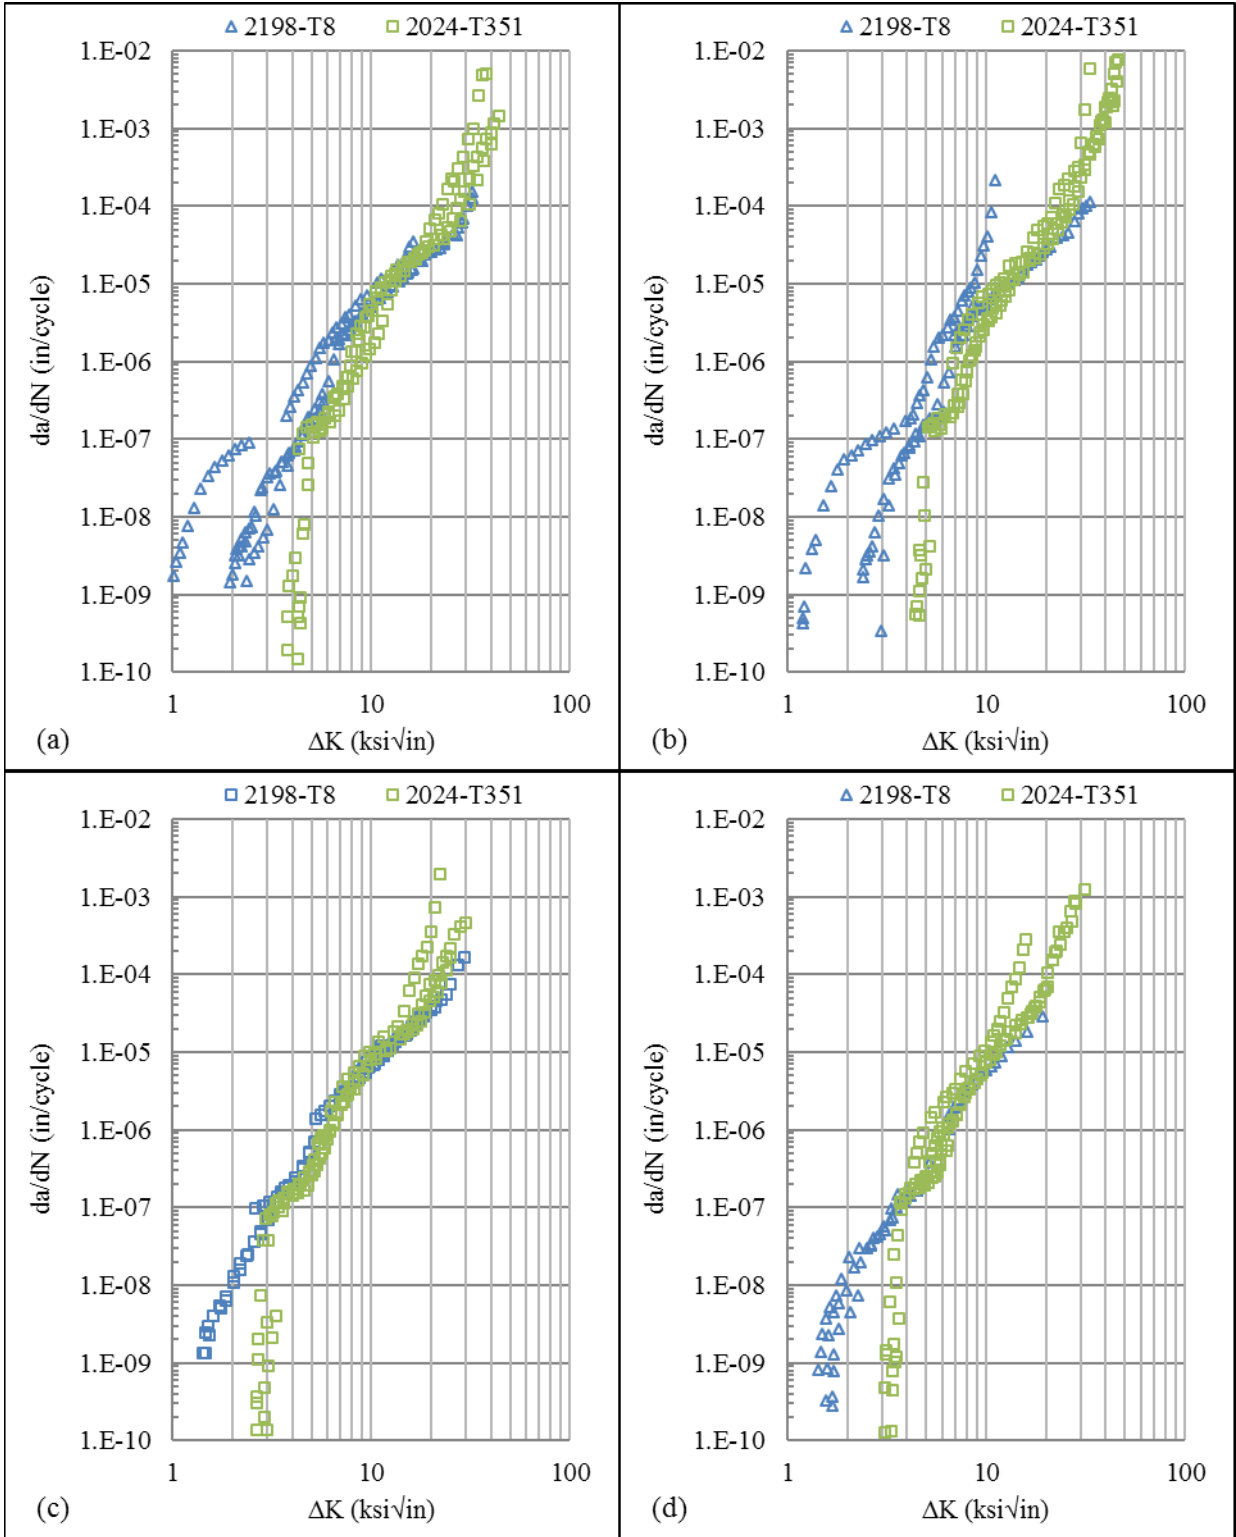 2198-T8 2024-T351
1.E-02
1.E-03
1.E-04
1.E-05
1.E-06
1.E-07
1.E-08
1.E-09
1.E-10
da/dN (in/cycle)
1 10 100
(a) ΔK (ksi√in)
2198-T8 2024-T351
1.E-02
1.E-03
1.E-04
1.E-05
1.E-06
1.E-07
1.E-08
1.E-09
1.E-10
da/dN (in/cycle)
1 10 100
(b) ΔK (ksi√in)
2198-T8 2024-T351
1.E-02
1.E-03
1.E-04
1.E-05
1.E-06
1.E-07
1.E-08
1.E-09
1.E-10
da/dN (in/cycle)
1 10 100
(c) ΔK (ksi√in)
2198-T8 2024-T351
1.E-02
1.E-03
1.E-04
1.E-05
1.E-06
1.E-07
1.E-08
1.E-09
1.E-10
da/dN (in/cycle)
1 10 100
(d) ΔK (ksi√in)